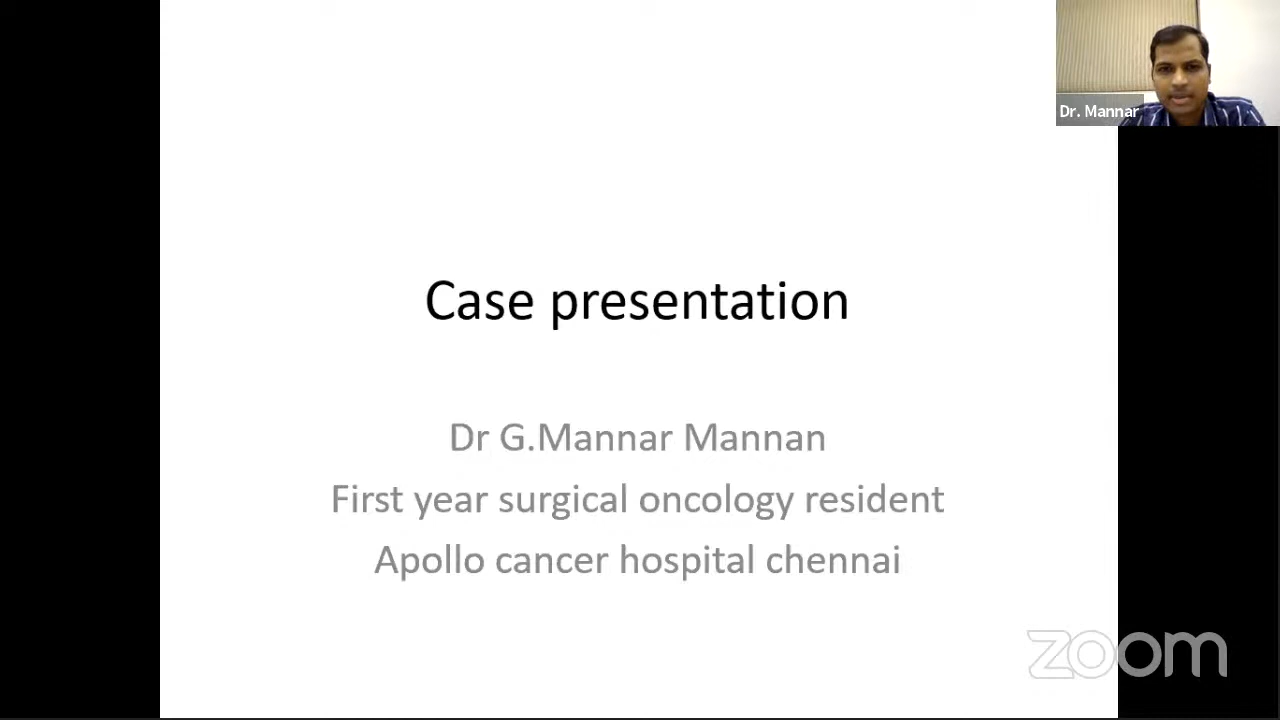 Dr. Mannar
Case presentation
Dr G.Mannar Mannan
First year surgical oncology resident
Apollo cancer hospital chennai
zoom